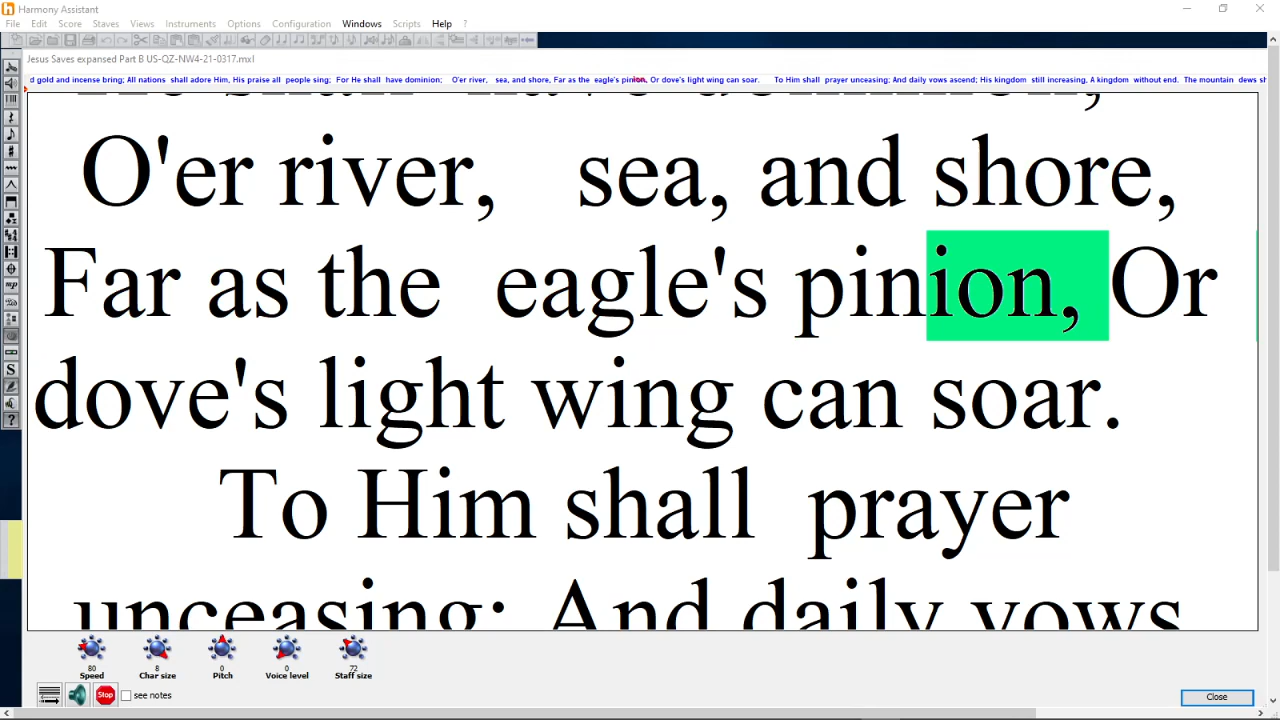 Harmony Assistant
File Edit Score Staves Views Instruments Options Configuration Windows Scripts Help ?
Jesus Saves expansed Part B US-QZ-NW4-21-0317.mxl
d gold and incense bring; All nations shall adore Him, His praise all people sing; For He shall have dominion; O'er river, sea, and shore, Far as the eagle's pinion, Or dove's light wing can soar. To Him shall prayer unceasing; And daily vows ascend; His kingdom still increasing, A kingdom without end. The mountain dews sh
O'er river, sea, and shore,
Far as the eagle's pinion, Or
dove's light wing can soar.
To Him shall prayer
unceasing; And daily vows
80 8 0 0 72
Speed Char size Pitch Voice level Staff size
Stop see notes Close